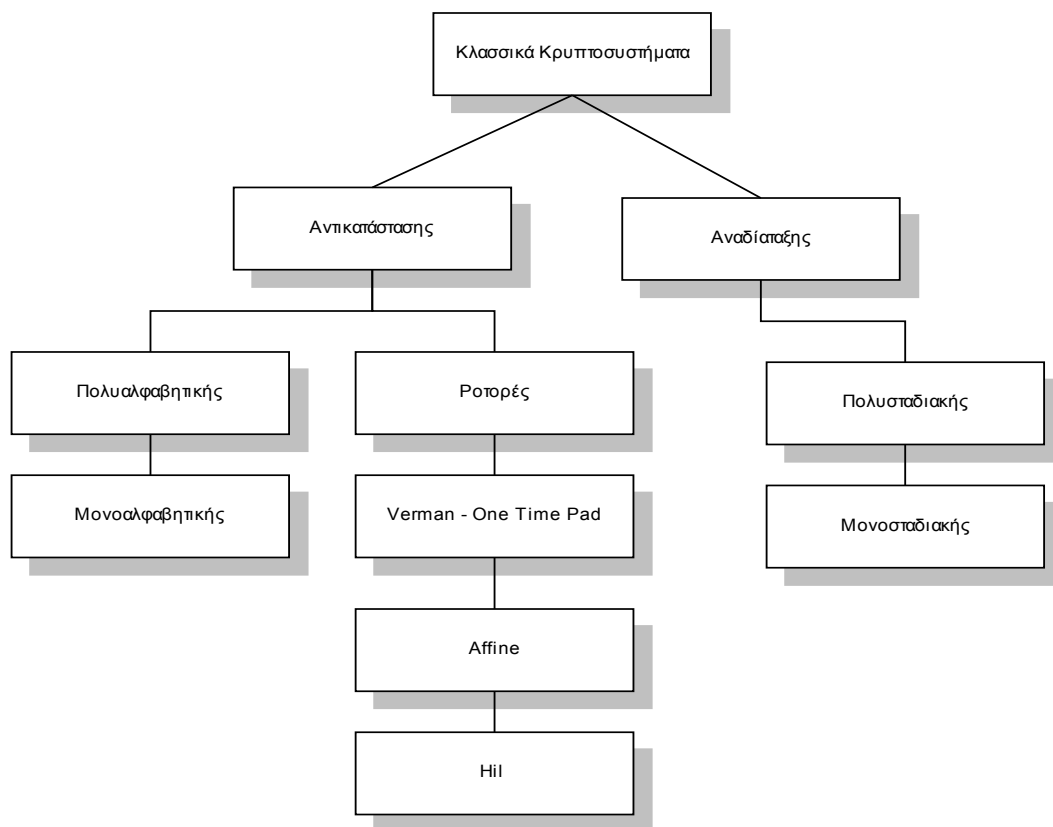 Κλασσικά Κρυπτοσυστήματα
Αντικατάστασης
Αναδίαταξης
Πολυαλφαβητικής
Ροτορές
Πολυσταδιακής
Μονοαλφαβητικής
Verman - One Time Pad
Μονοσταδιακής
Affine
Hil